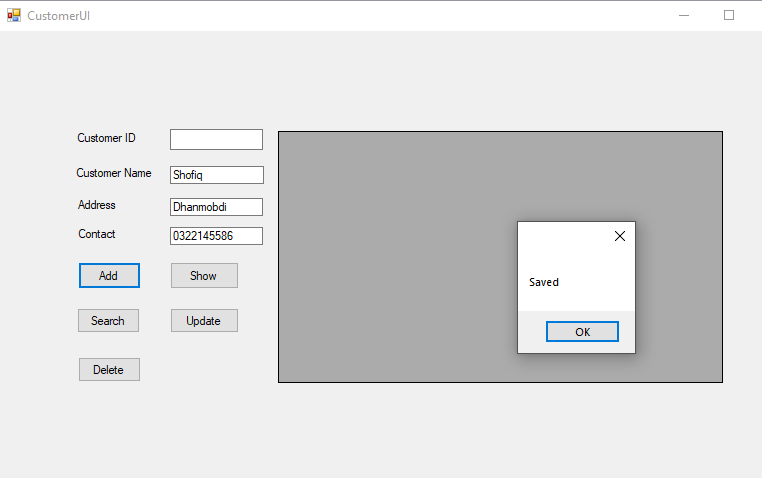 CustomerUI
Customer ID
Customer Name Shofiq
Address Dhanmobdi
Contact 0322145586
Add Show
Search Update
Delete
Saved
OK